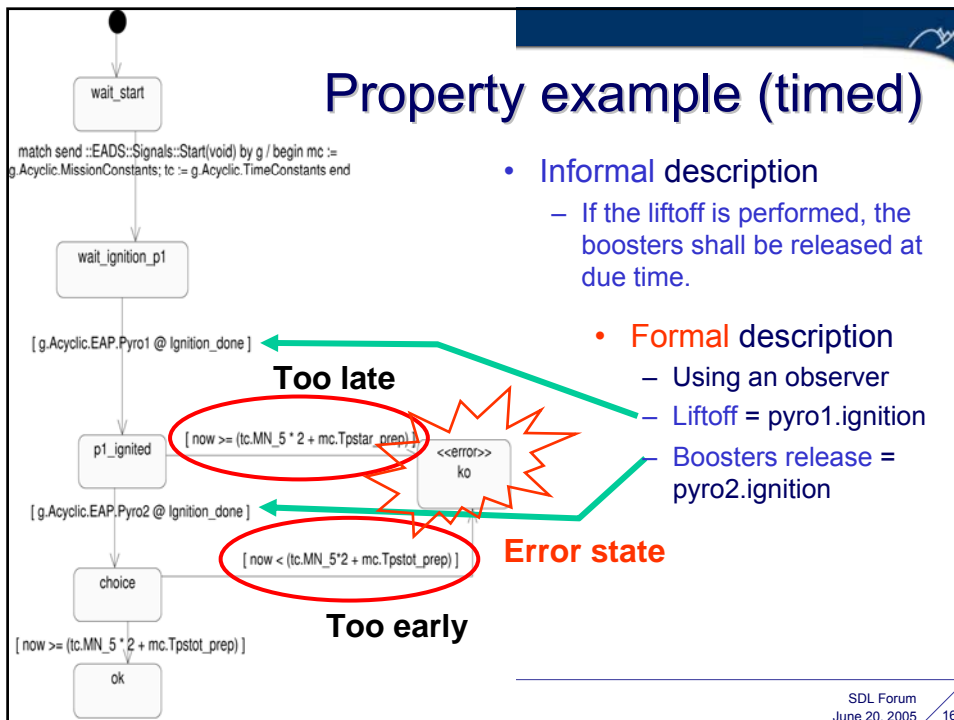 Property example (timed)
wait_start
match send ::EADS::Signals::Start(void) by g / begin mc :=
g.Acyclic.MissionConstants; tc := g.Acyclic.TimeConstants end
wait_ignition_p1
[ g.Acyclic.EAP.Pyro1 @ Ignition_done ]
Too late
[ now >= (tc.MN_5 * 2 + mc.Tpstar_prep) ]
p1_ignited
<<error>>
ko
[ g.Acyclic.EAP.Pyro2 @ Ignition_done ]
[ now < (tc.MN_5*2 + mc.Tpstot_prep) ]
Error state
choice
Too early
[ now >= (tc.MN_5 * 2 + mc.Tpstot_prep) ]
ok
• Informal description
– If the liftoff is performed, the
boosters shall be released at
due time.
• Formal description
– Using an observer
– Liftoff = pyro1.ignition
– Boosters release =
pyro2.ignition
SDL Forum
June 20, 2005
16